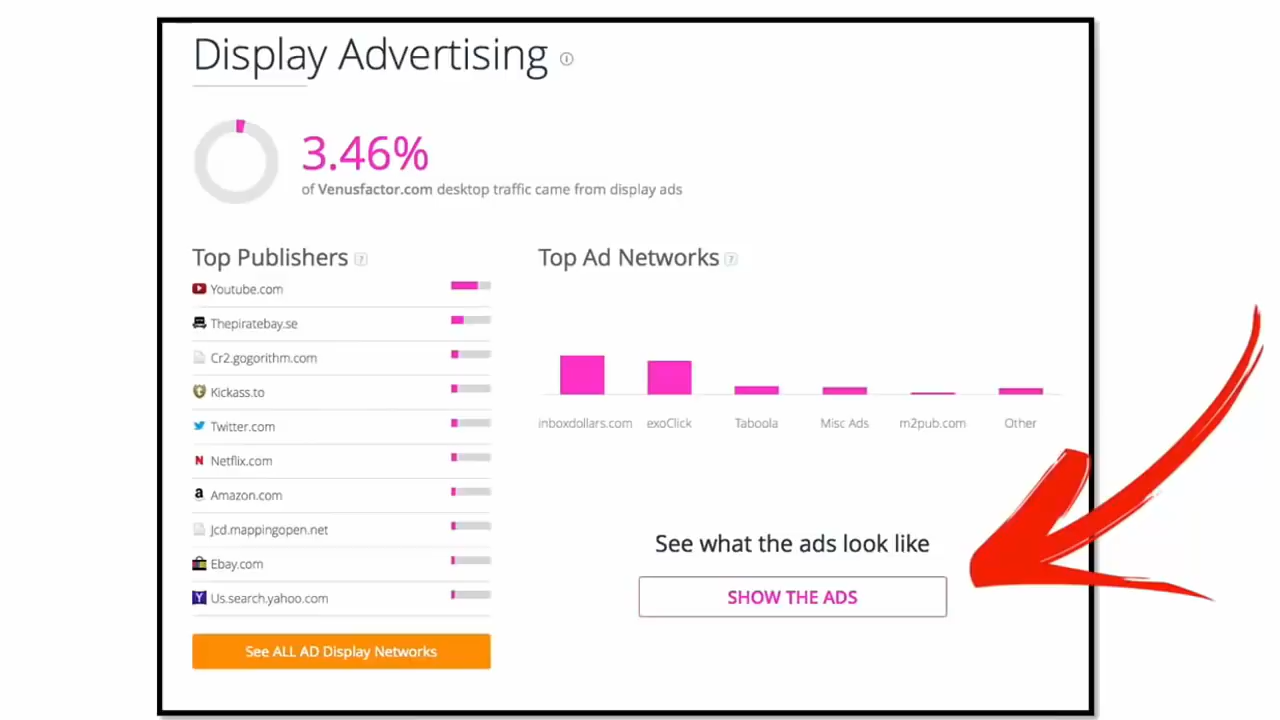 Display Advertising
3.46%
of Venusfactor.com desktop traffic came from display ads
Top Publishers ?
Youtube.com
Thepiratebay.se
Cr2.gogorithm.com
Kickass.to
Twitter.com
Netflix.com
Amazon.com
Jcd.mappingopen.net
Ebay.com
Us.search.yahoo.com
See ALL AD Display Networks
Top Ad Networks ?
inboxdollars.com exoClick Taboola Misc Ads m2pub.com Other
See what the ads look like
SHOW THE ADS